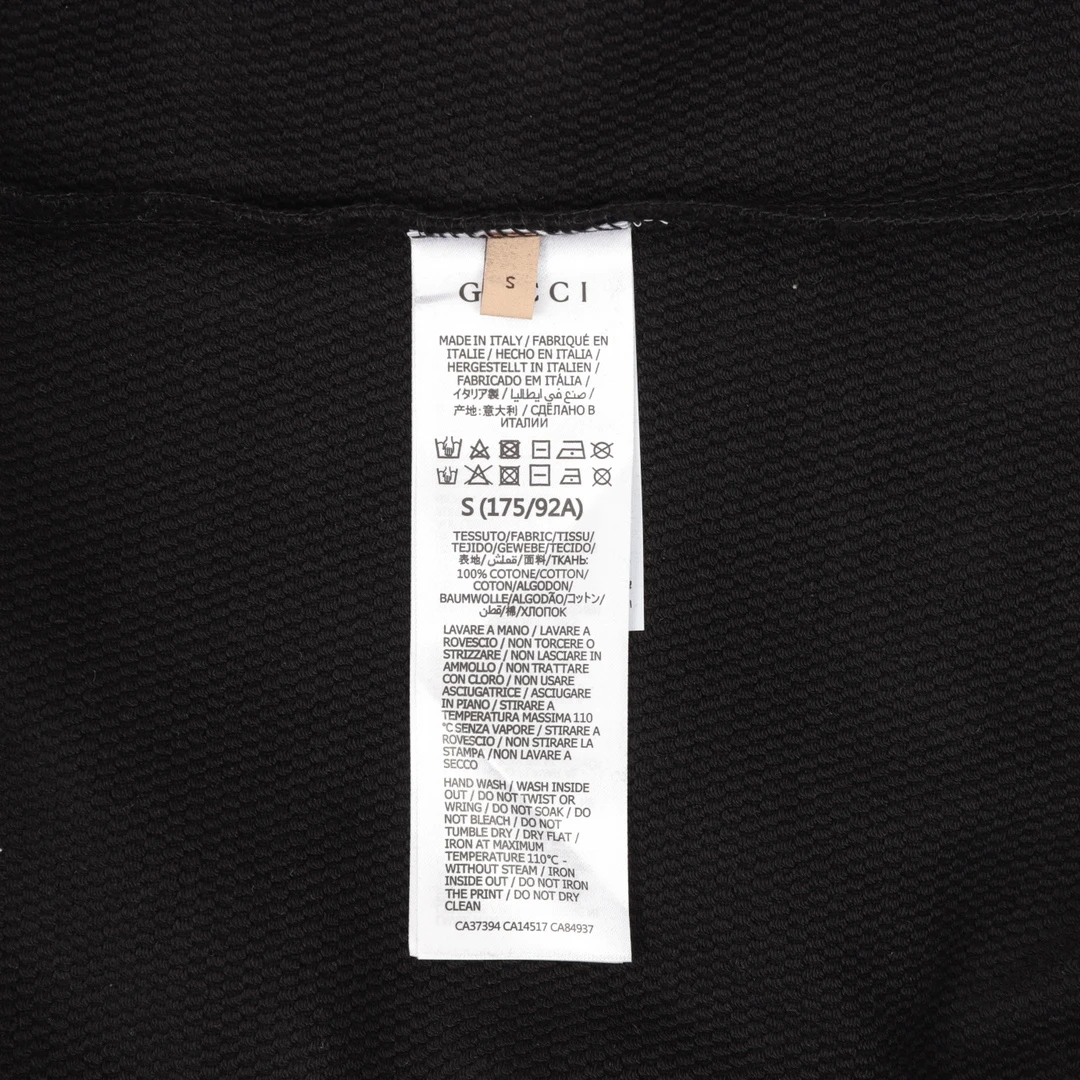 S
G CCI
MADE IN ITALY / FABRIQUÉ EN
ITALIE / HECHO EN ITALIA /
HERGESTELLT IN ITALIEN /
FABRICADO EM ITÁLIA /
イタリア製 / صنع في ايطاليا /
产地:意大利 / СДЕЛАНО В
ИТАЛИИ
S (175/92A)
TESSUTO/FABRIC/TISSU/
TEJIDO/GEWEBE/TECIDO/
表地/قماش/面料/ТКАНЬ:
100% COTONE/COTTON/
COTON/ALGODON/
BAUMWOLLE/ALGODÃO/コットン/
قطن/棉/ХЛОПОК
LAVARE A MANO / LAVARE A
ROVESCIO / NON TORCERE O
STRIZZARE / NON LASCIARE IN
AMMOLLO / NON TRATTARE
CON CLORO / NON USARE
ASCIUGATRICE / ASCIUGARE
IN PIANO / STIRARE A
TEMPERATURA MASSIMA 110
°C SENZA VAPORE / STIRARE A
ROVESCIO / NON STIRARE LA
STAMPA /NON LAVARE A
SECCO
HAND WASH / WASH INSIDE
OUT / DO NOT TWIST OR
WRING / DO NOT SOAK / DO
NOT BLEACH / DO NOT
TUMBLE DRY / DRY FLAT /
IRON AT MAXIMUM
TEMPERATURE 110°C -
WITHOUT STEAM / IRON
INSIDE OUT / DO NOT IRON
THE PRINT / DO NOT DRY
CLEAN
CA37394 CA14517 CA84937